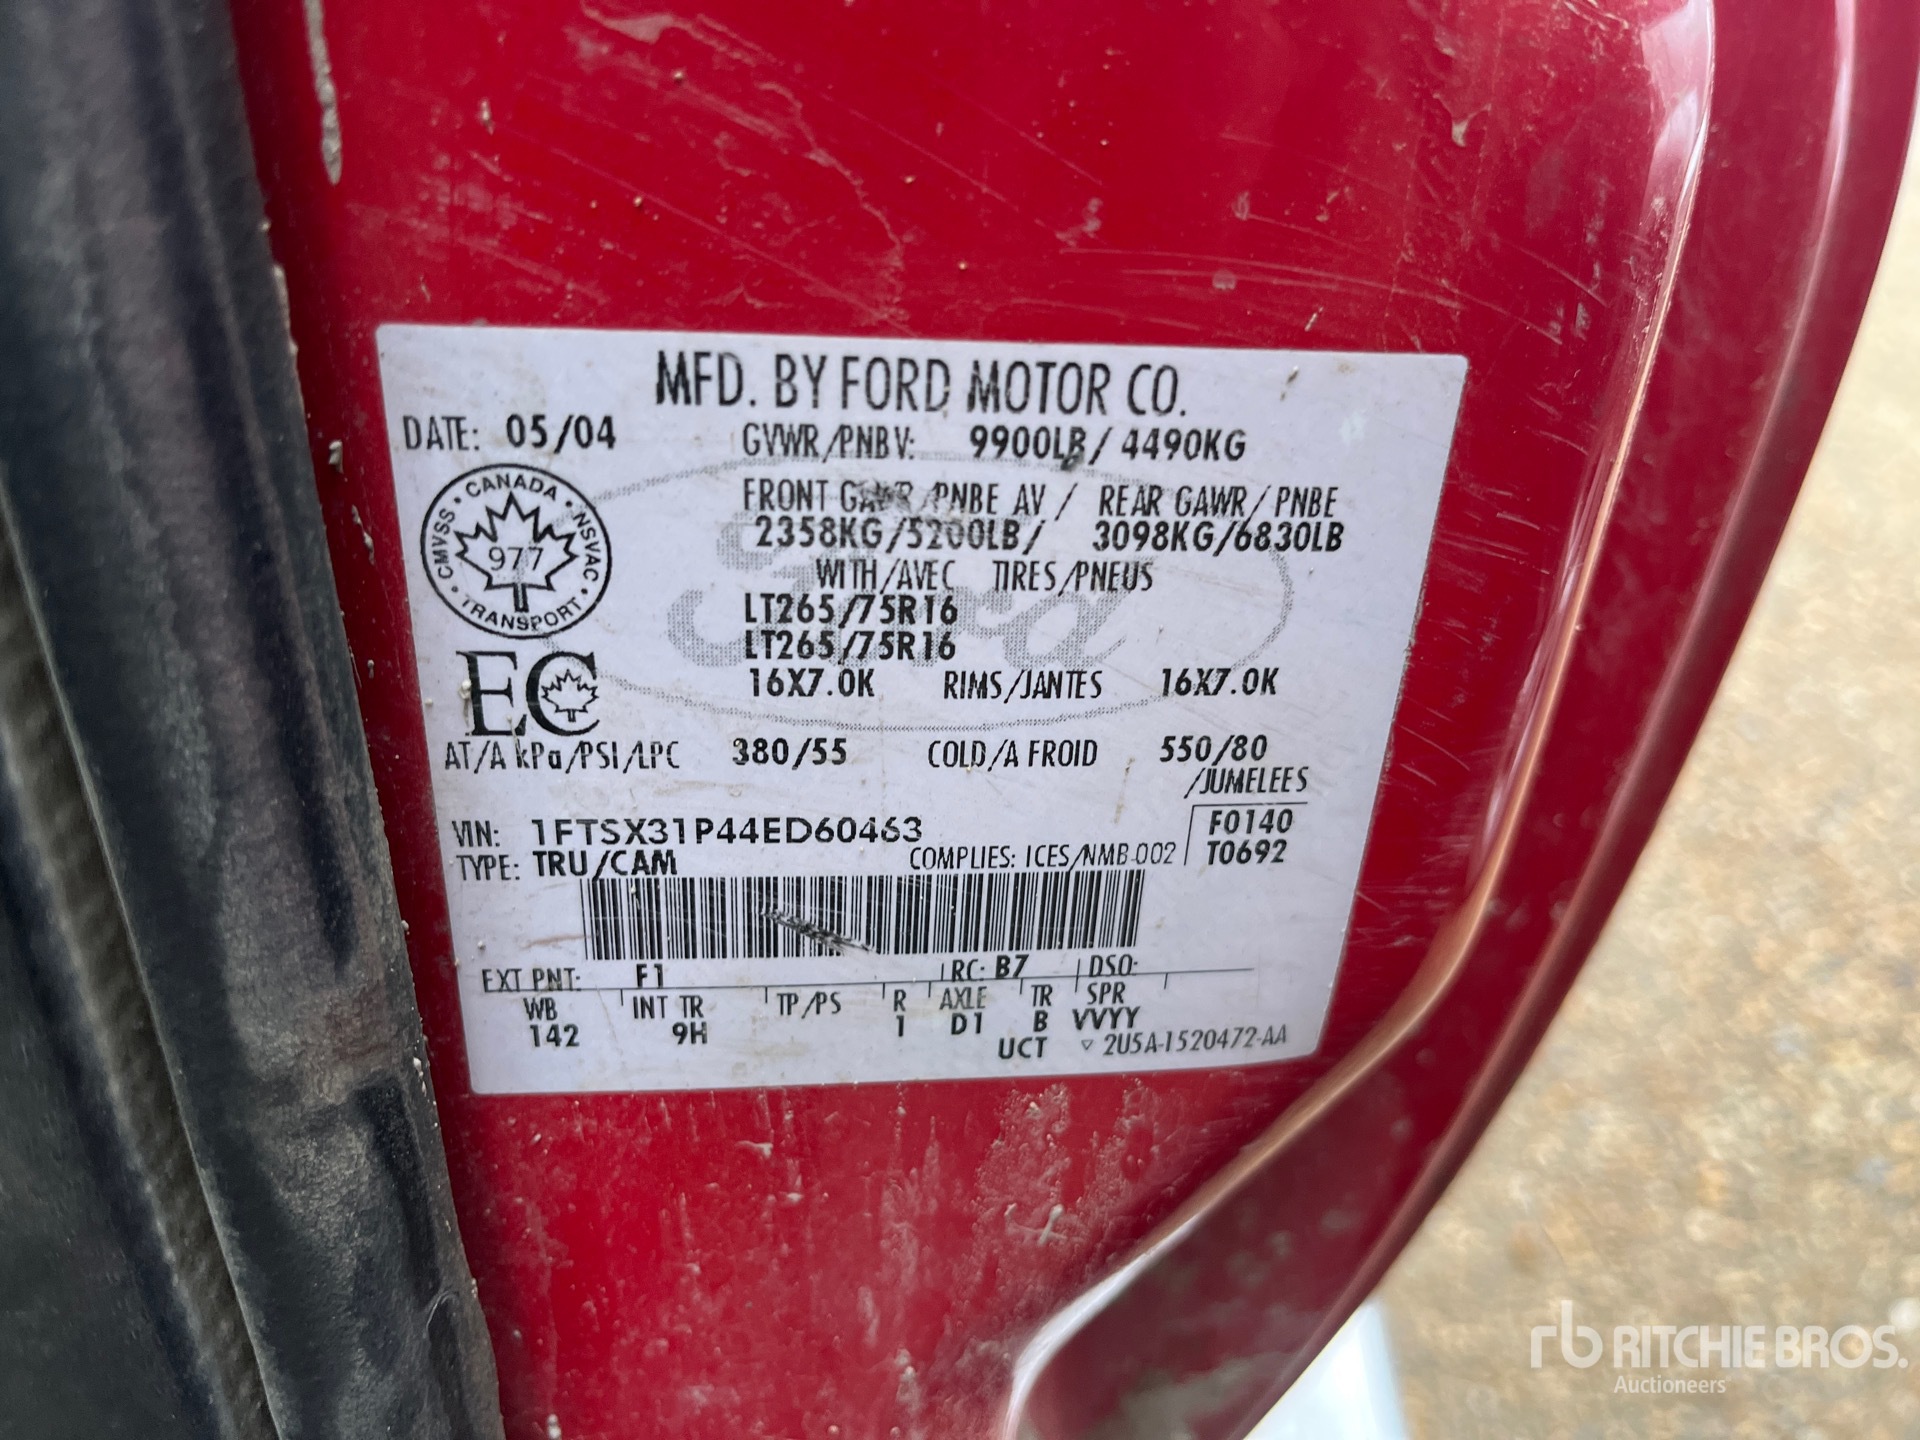 MFD. BY FORD MOTOR CO.
DATE: 05/04
GVWR/PNBV: 9900LB/4490KG
CANADA
CMVSS
NSVAC
977
TRANSPORT
FRONT GAWR/PNBE AV / REAR GAWR/PNBE
2358KG/5200LB/ 3098KG/6830LB
WITH/AVEC TIRES/PNEUS
LT265/75R16
LT265/75R16
Ford
EC
16X7.0K RIMS/JANTES 16X7.0K
AT/A kPa/PSI/LPC 380/55 COLD/A FROID 550/80
/JUMELEES
VIN: 1FTSX31P44ED60463
F0140
TYPE: TRU/CAM
COMPLIES: ICES/NMB-002
T0692
EXT PNT: F1 RC: B7 DSO:
WB INT TR TP/PS R AXLE TR SPR
142 9H 1 D1 B VVYY
UCT ▽ 2U5A-1520472-AA
rb RITCHIE BROS.
Auctioneers